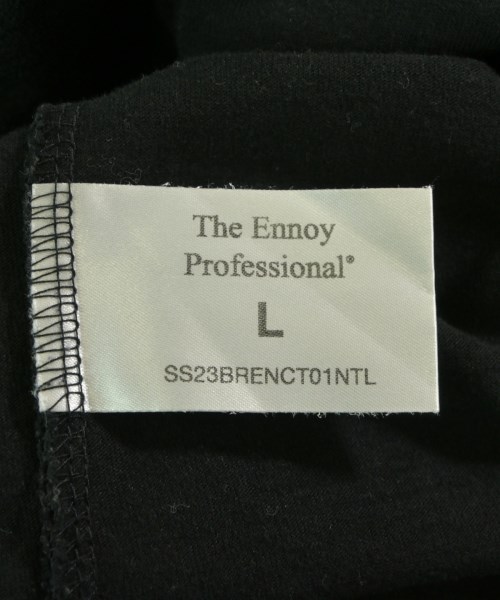 The Ennoy
Professional®
L
SS23BRENCT01NTL